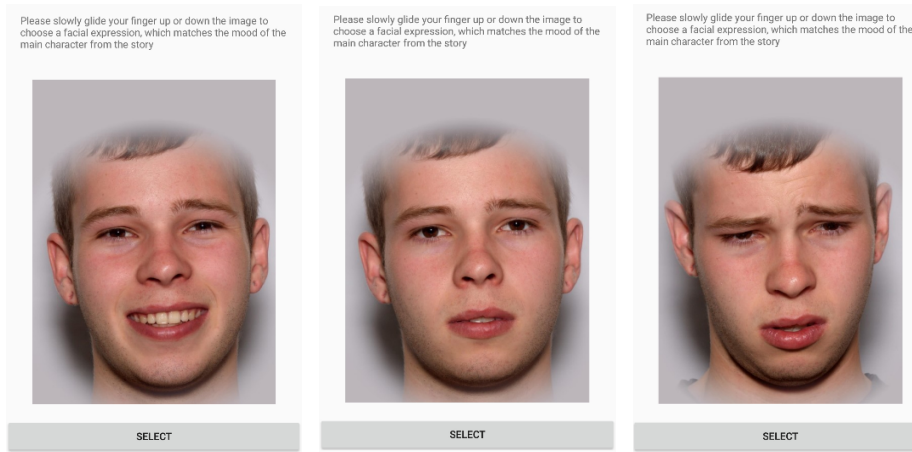 Please slowly glide your finger up or down the image to
choose a facial expression, which matches the mood of the
main character from the story
SELECT
Please slowly glide your finger up or down the image to
choose a facial expression, which matches the mood of the
main character from the story
SELECT
Please slowly glide your finger up or down the image to
choose a facial expression, which matches the mood of the
main character from the story
SELECT